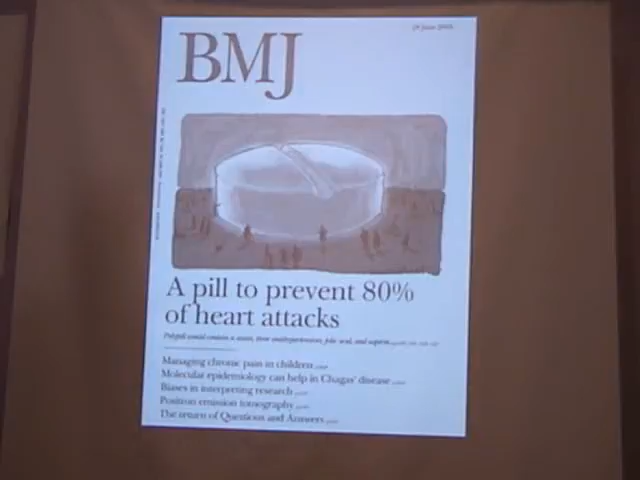 BMJ
A pill to prevent 80%
of heart attacks
Polypill would contain a statin, three antihypertensives, folic acid, and aspirin
Managing chronic pain in children
Molecular epidemiology can help in Chagas' disease
Biases in interpreting research
Positron emission tomography
The return of Questions and Answers